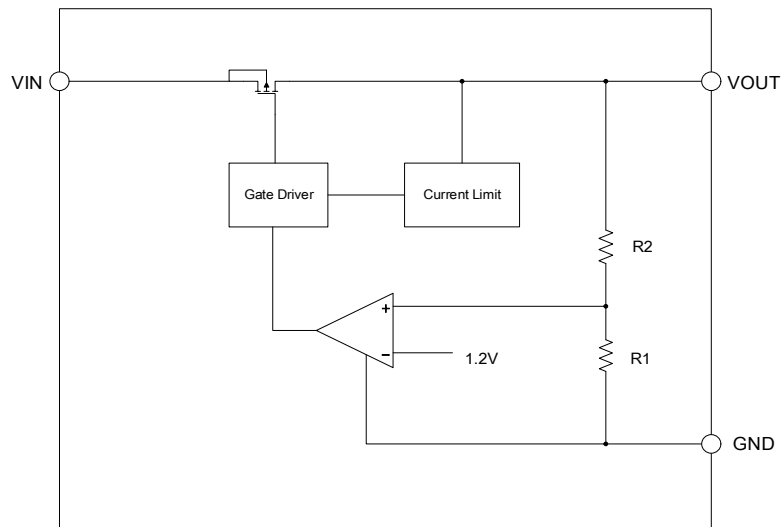 VIN
VOUT
Gate Driver
Current Limit
R2
+
−
1.2V
R1
GND